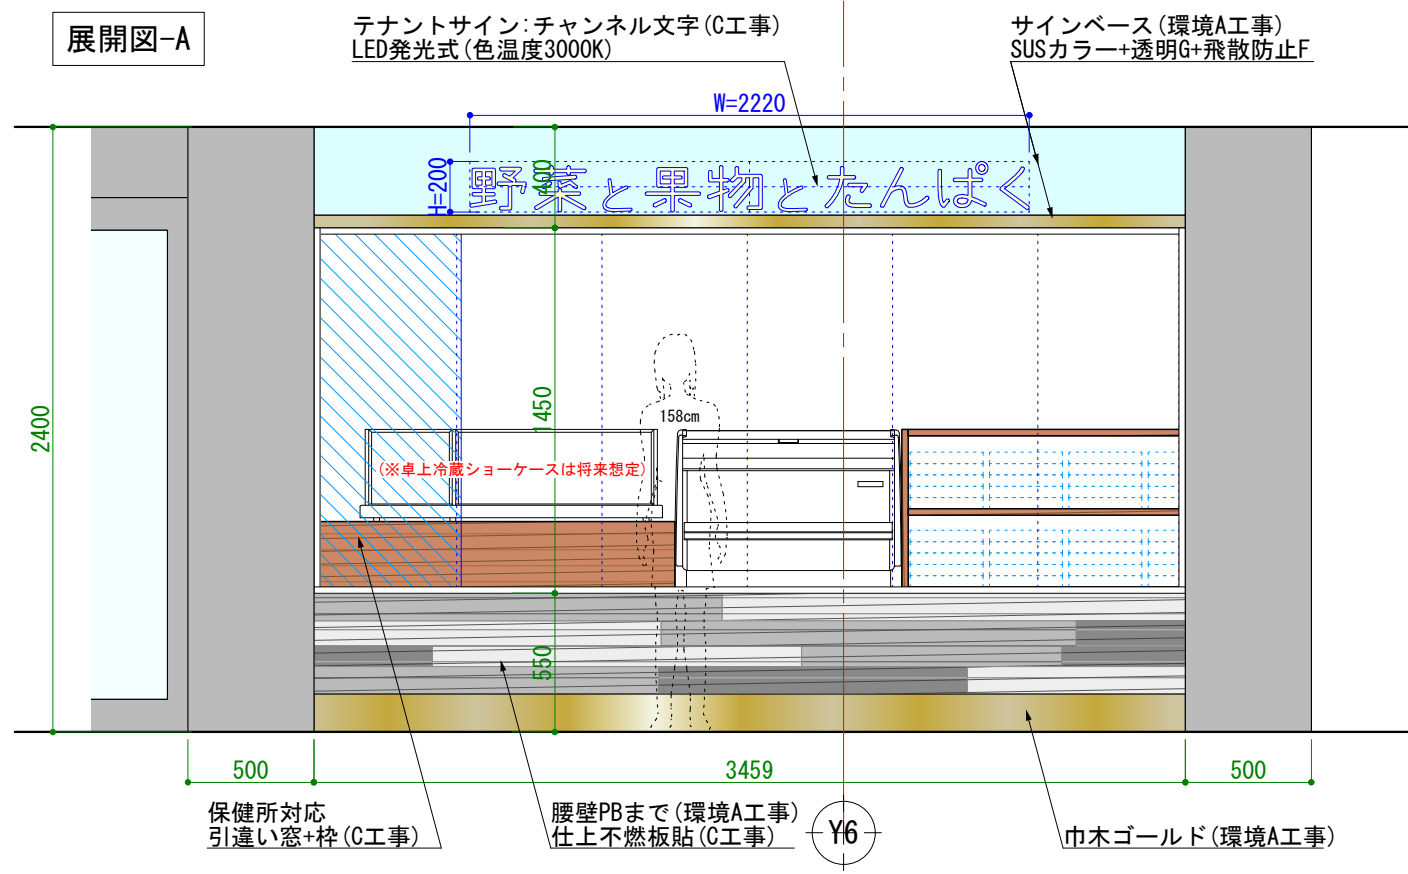 展開図-A
テナントサイン:チャンネル文字(C工事)
LED発光式(色温度3000K)
サインベース(環境A工事)
SUSカラー+透明G+飛散防止F
W=2220
H=200
400
野菜と果物とたんぱく
2400
1450
158cm
(※卓上冷蔵ショーケースは将来想定)
550
500
3459
500
保健所対応
引違い窓+枠(C工事)
腰壁PBまで(環境A工事)
仕上不燃板貼(C工事)
Y6
巾木ゴールド(環境A工事)